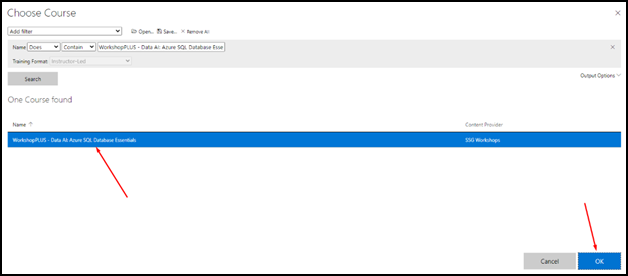 Choose Course
Add filter Open... Save... Remove All
Name Does Contain WorkshopPLUS - Data AI: Azure SQL Database Esse
Training Format: Instructor-Led
Search Output Options
One Course found
Name Content Provider
WorkshopPLUS - Data AI: Azure SQL Database Essentials SSG Workshops
Cancel OK